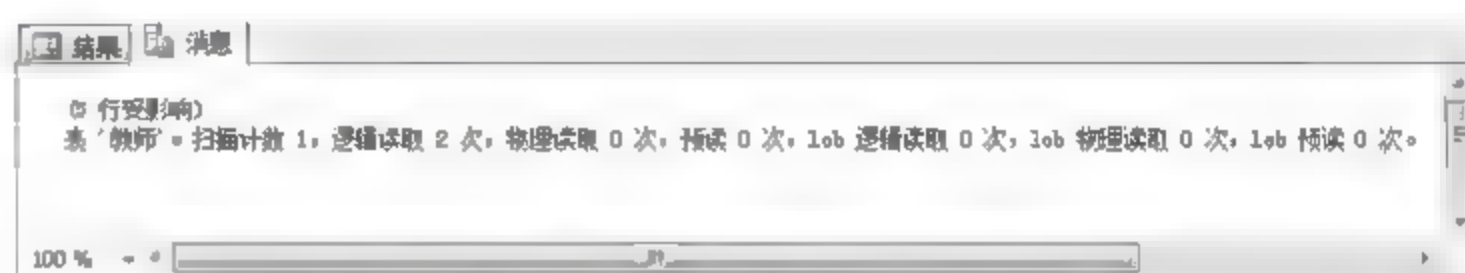 结果 消息
行受影响)
表 '教师'。扫描计数 1，逻辑读取 2 次，物理读取 0 次，预读 0 次，lob 逻辑读取 0 次，lob 物理读取 0 次，lob 预读 0 次。
100 %